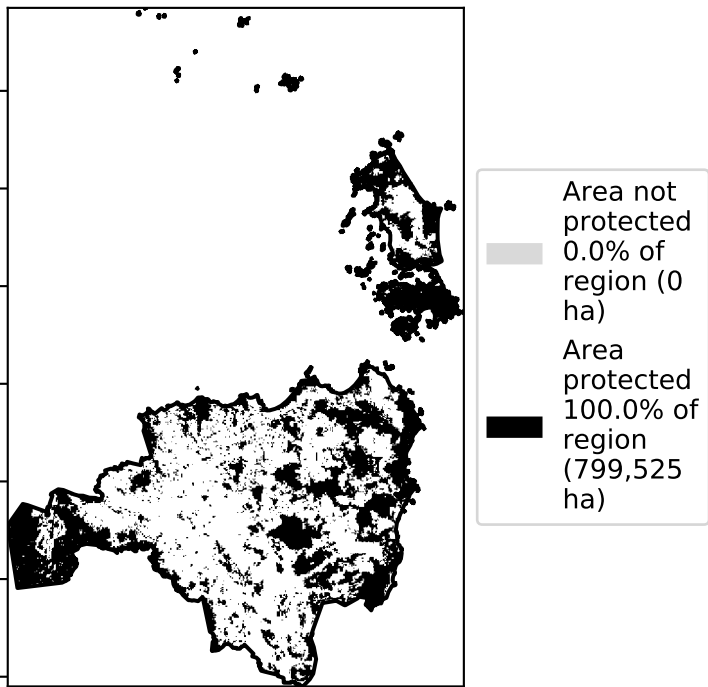 Area not
protected
0.0% of
region (0
ha)
Area
protected
100.0% of
region
(799,525
ha)